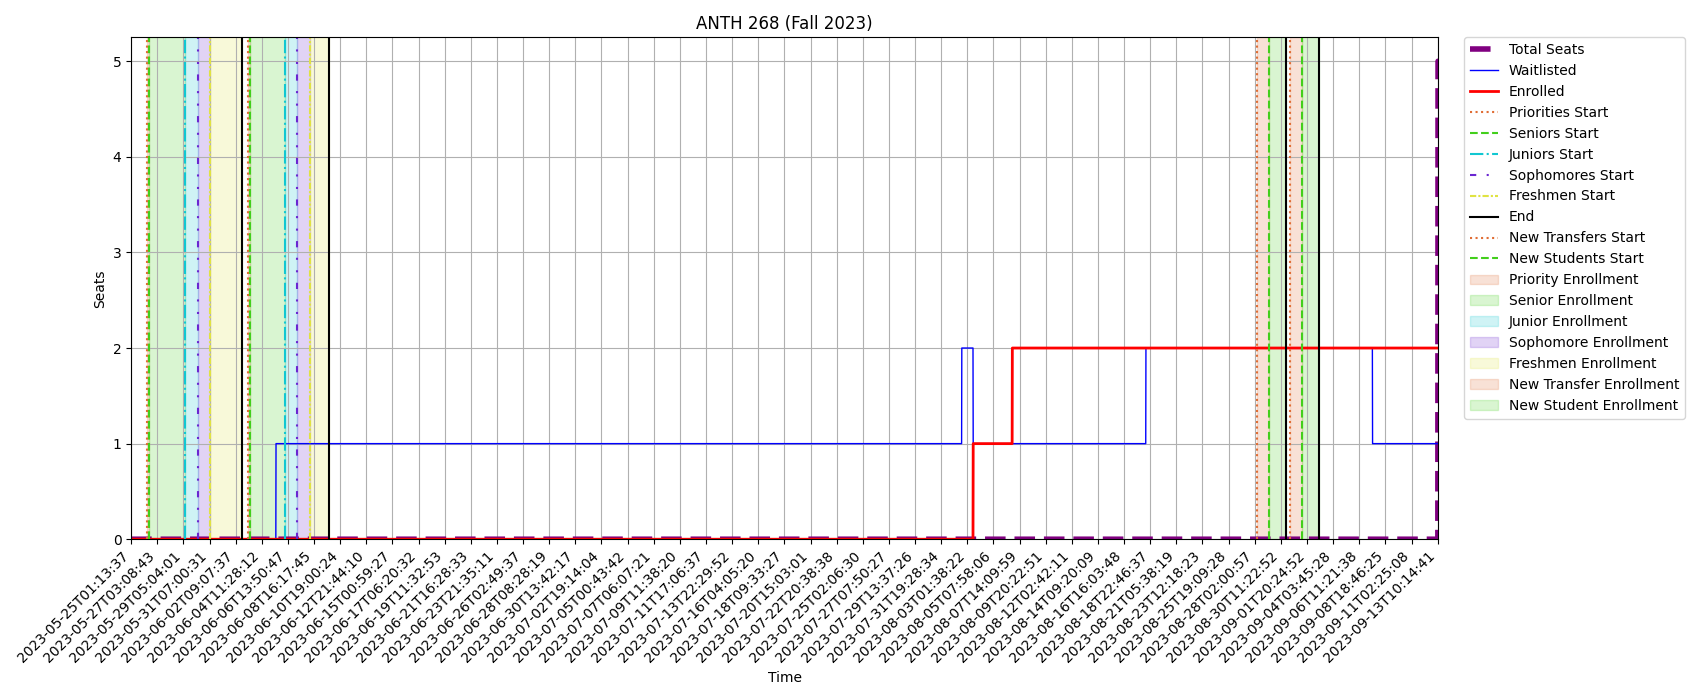 ANTH 268 (Fall 2023)
Seats
5
4
3
2
1
0
2023-05-25T01:13:37
2023-05-27T03:08:43
2023-05-29T05:04:01
2023-05-31T07:00:31
2023-06-02T09:07:37
2023-06-04T11:28:12
2023-06-06T13:50:47
2023-06-08T16:17:45
2023-06-10T19:00:24
2023-06-12T21:44:10
2023-06-15T00:59:27
2023-06-17T06:20:32
2023-06-19T11:32:53
2023-06-21T16:28:33
2023-06-23T21:35:11
2023-06-26T02:49:37
2023-06-28T08:28:19
2023-06-30T13:42:17
2023-07-02T19:14:04
2023-07-05T00:43:42
2023-07-07T06:07:21
2023-07-09T11:38:20
2023-07-11T17:06:37
2023-07-13T22:29:52
2023-07-16T04:05:20
2023-07-18T09:33:27
2023-07-20T15:03:01
2023-07-22T20:38:38
2023-07-25T02:06:30
2023-07-27T07:50:27
2023-07-29T13:37:26
2023-07-31T19:28:34
2023-08-03T01:38:22
2023-08-05T07:58:06
2023-08-07T14:09:59
2023-08-09T20:22:51
2023-08-12T02:42:11
2023-08-14T09:20:09
2023-08-16T16:03:48
2023-08-18T22:46:37
2023-08-21T05:38:19
2023-08-23T12:18:23
2023-08-25T19:09:28
2023-08-28T02:00:57
2023-08-30T11:22:52
2023-09-01T20:24:52
2023-09-04T03:45:28
2023-09-06T11:21:38
2023-09-08T18:46:25
2023-09-11T02:25:08
2023-09-13T10:14:41
Time
Total Seats
Waitlisted
Enrolled
Priorities Start
Seniors Start
Juniors Start
Sophomores Start
Freshmen Start
End
New Transfers Start
New Students Start
Priority Enrollment
Senior Enrollment
Junior Enrollment
Sophomore Enrollment
Freshmen Enrollment
New Transfer Enrollment
New Student Enrollment